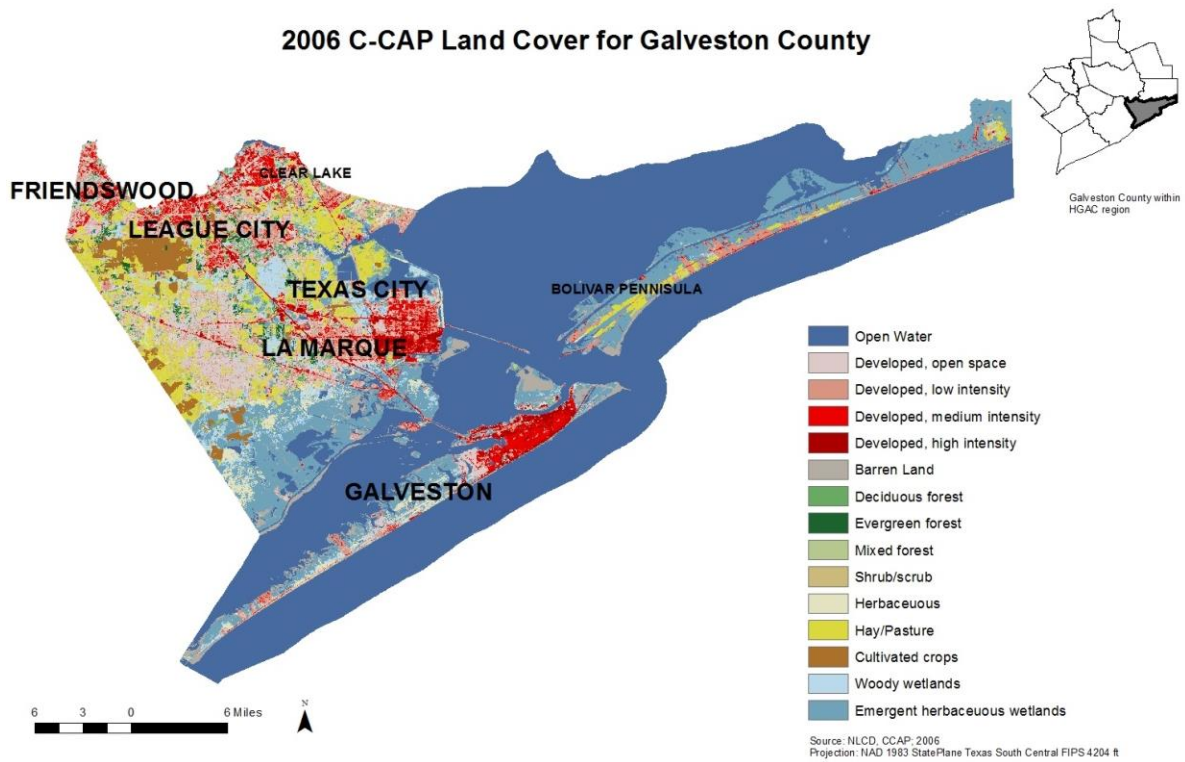 2006 C-CAP Land Cover for Galveston County
Galveston County within
HGAC region
CLEAR LAKE
FRIENDSWOOD
LEAGUE CITY
TEXAS CITY
BOLIVAR PENNISULA
LA MARQUE
GALVESTON
Open Water
Developed, open space
Developed, low intensity
Developed, medium intensity
Developed, high intensity
Barren Land
Deciduous forest
Evergreen forest
Mixed forest
Shrub/scrub
Herbaceuous
Hay/Pasture
Cultivated crops
Woody wetlands
Emergent herbaceuous wetlands
6 3 0 6 Miles
N
Source: NLCD, CCAP; 2006
Projection: NAD 1983 StatePlane Texas South Central FIPS 4204 ft